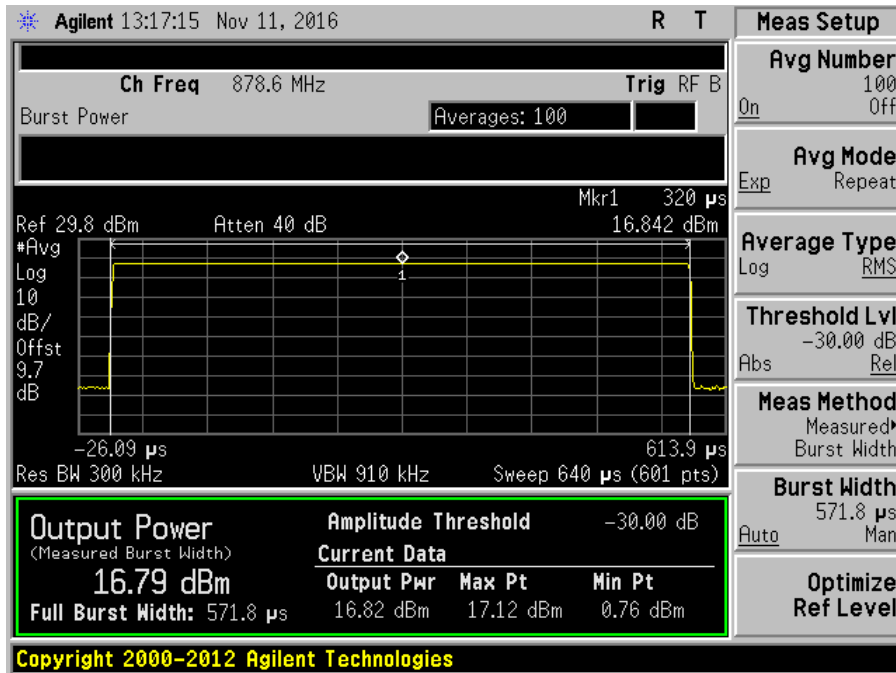 Agilent 13:17:15 Nov 11, 2016 R T
Meas Setup
Ch Freq 878.6 MHz Trig RF B
Burst Power Averages: 100
Mkr1 320 µs
Ref 29.8 dBm Atten 40 dB 16.842 dBm
#Avg
Log
10
dB/
Offst
9.7
dB
1
-26.09 µs 613.9 µs
Res BW 300 kHz VBW 910 kHz Sweep 640 µs (601 pts)
Output Power
(Measured Burst Width)
16.79 dBm
Full Burst Width: 571.8 µs
Amplitude Threshold -30.00 dB
Current Data
Output Pwr Max Pt Min Pt
16.82 dBm 17.12 dBm 0.76 dBm
Avg Number
100
On Off
Avg Mode
Exp Repeat
Average Type
Log RMS
Threshold Lvl
-30.00 dB
Abs Rel
Meas Method
Measured
Burst Width
Burst Width
571.8 µs
Auto Man
Optimize
Ref Level
Copyright 2000-2012 Agilent Technologies